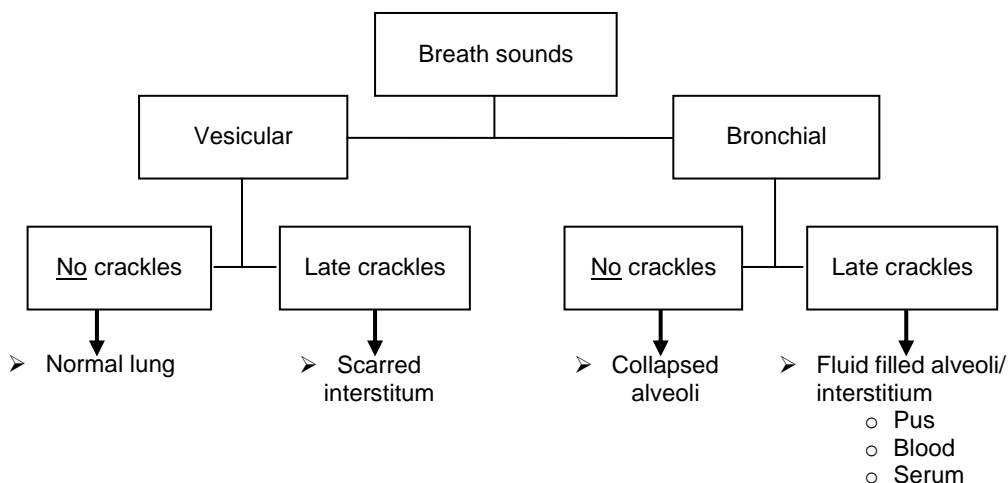 Breath sounds
Vesicular
Bronchial
No crackles
Late crackles
No crackles
Late crackles
➢ Normal lung
➢ Scarred
interstitum
➢ Collapsed
alveoli
➢ Fluid filled alveoli/
interstitium
o Pus
o Blood
o Serum